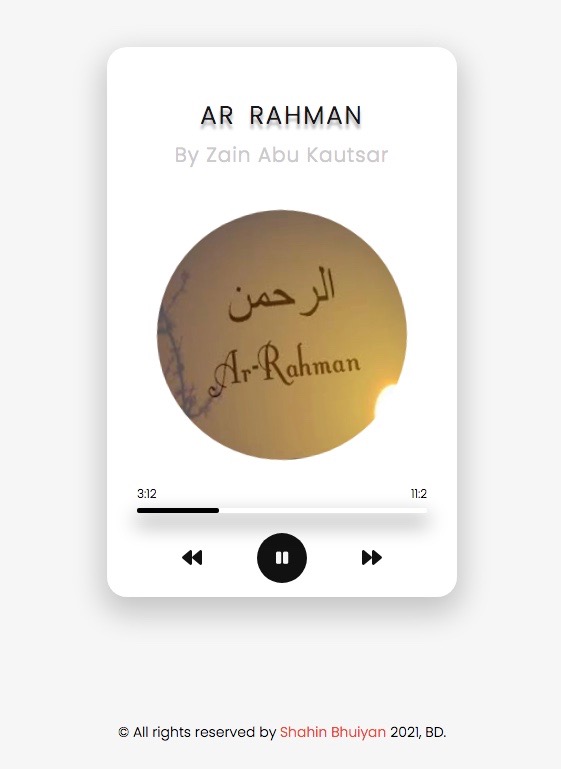 AR RAHMAN
By Zain Abu Kautsar
الرحمن
Ar-Rahman
3:12 11:2
© All rights reserved by Shahin Bhuiyan 2021, BD.